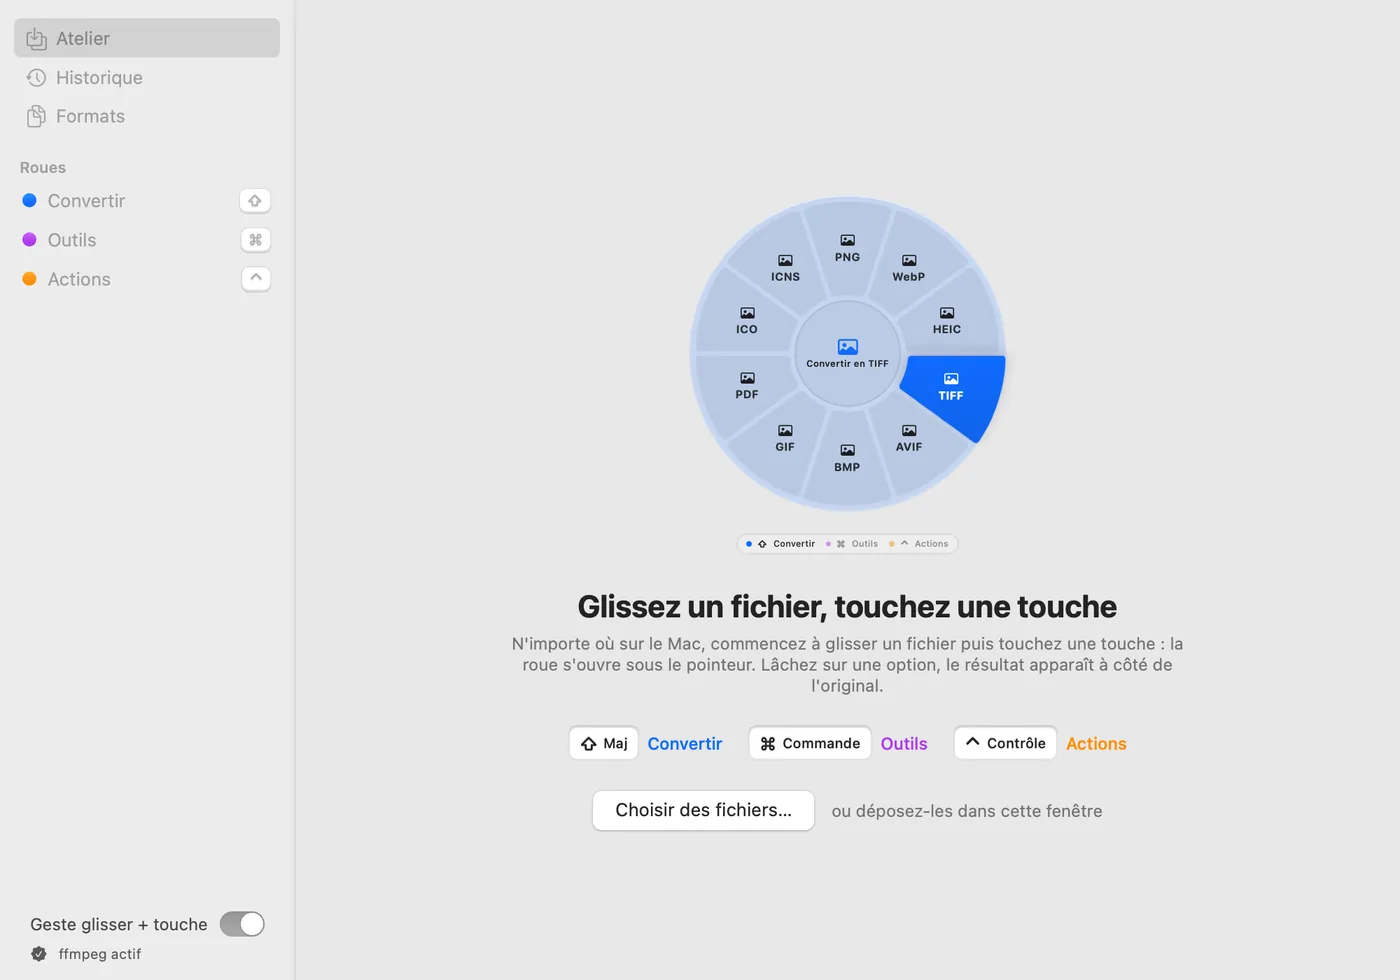 Atelier
Historique
Formats
Roues
Convertir
Outils
Actions
Geste glisser + touche
ffmpeg actif
PNG
WebP
HEIC
TIFF
AVIF
BMP
GIF
PDF
ICO
ICNS
Convertir en TIFF
Convertir Outils Actions
Glissez un fichier, touchez une touche
N'importe où sur le Mac, commencez à glisser un fichier puis touchez une touche : la
roue s'ouvre sous le pointeur. Lâchez sur une option, le résultat apparaît à côté de
l'original.
Maj Convertir Commande Outils Contrôle Actions
Choisir des fichiers... ou déposez-les dans cette fenêtre